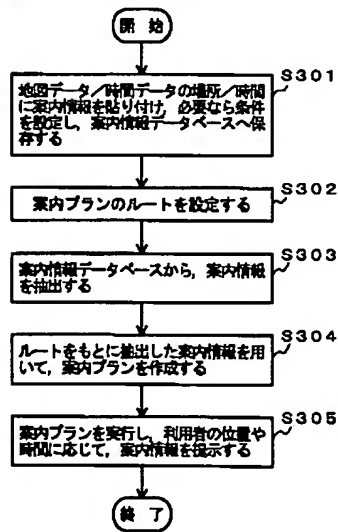 開 始
S301
地図データ／時間データの場所／時間
に案内情報を貼り付け，必要なら条件
を設定し，案内情報データベースへ保
存する
S302
案内プランのルートを設定する
S303
案内情報データベースから，案内情報
を抽出する
S304
ルートをもとに抽出した案内情報を用
いて，案内プランを作成する
S305
案内プランを実行し，利用者の位置や
時間に応じて，案内情報を提示する
終 了